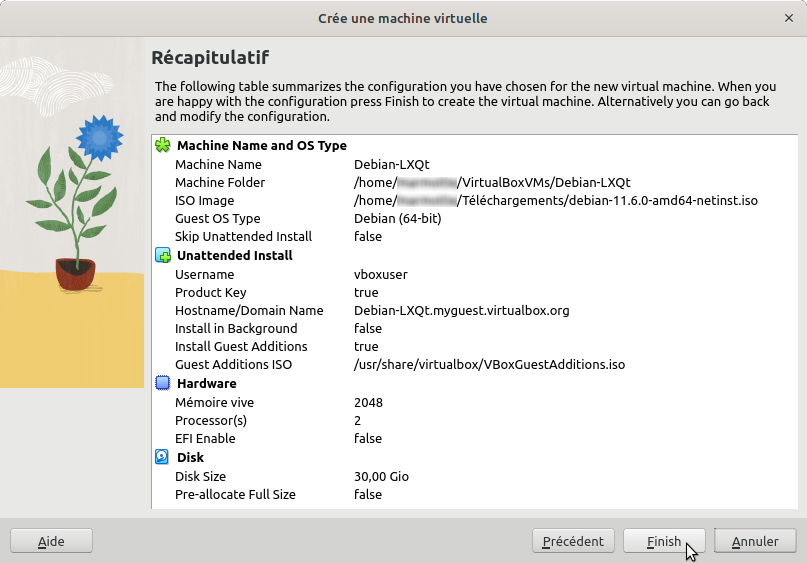 Crée une machine virtuelle
Récapitulatif
The following table summarizes the configuration you have chosen for the new virtual machine. When you
are happy with the configuration press Finish to create the virtual machine. Alternatively you can go back
and modify the configuration.
Machine Name and OS Type
Machine Name Debian-LXQt
Machine Folder /home/ /VirtualBoxVMs/Debian-LXQt
ISO Image /home/ /Téléchargements/debian-11.6.0-amd64-netinst.iso
Guest OS Type Debian (64-bit)
Skip Unattended Install false
Unattended Install
Username vboxuser
Product Key true
Hostname/Domain Name Debian-LXQt.myguest.virtualbox.org
Install in Background false
Install Guest Additions true
Guest Additions ISO /usr/share/virtualbox/VBoxGuestAdditions.iso
Hardware
Mémoire vive 2048
Processor(s) 2
EFI Enable false
Disk
Disk Size 30,00 Gio
Pre-allocate Full Size false
Aide Précédent Finish Annuler